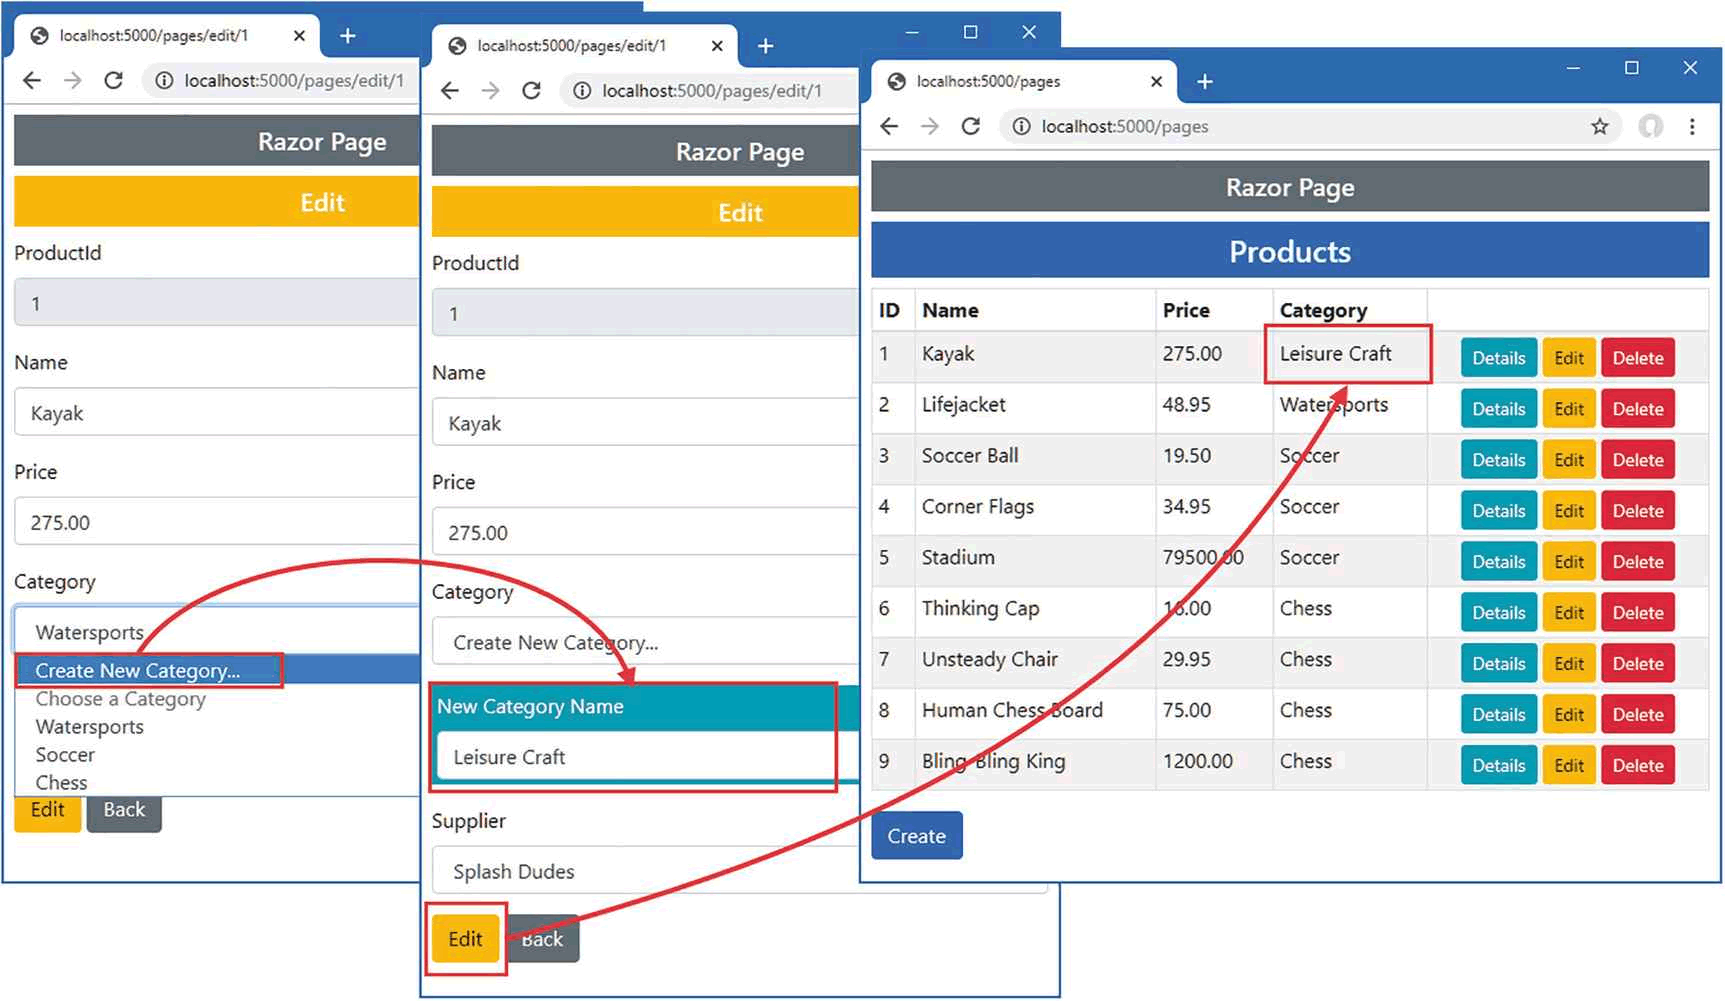 localhost:5000/pages/edit/1
localhost:5000/pages/edit/1
Razor Page
Edit
ProductId
1
Name
Kayak
Price
275.00
Category
Watersports
Create New Category...
Choose a Category
Watersports
Soccer
Chess
Edit Back
localhost:5000/pages/edit/1
localhost:5000/pages/edit/1
Razor Page
Edit
ProductId
1
Name
Kayak
Price
275.00
Category
Create New Category...
New Category Name
Leisure Craft
Supplier
Splash Dudes
Edit Back
localhost:5000/pages
localhost:5000/pages
Razor Page
Products
ID Name Price Category
1 Kayak 275.00 Leisure Craft Details Edit Delete
2 Lifejacket 48.95 Watersports Details Edit Delete
3 Soccer Ball 19.50 Soccer Details Edit Delete
4 Corner Flags 34.95 Soccer Details Edit Delete
5 Stadium 79500.00 Soccer Details Edit Delete
6 Thinking Cap 16.00 Chess Details Edit Delete
7 Unsteady Chair 29.95 Chess Details Edit Delete
8 Human Chess Board 75.00 Chess Details Edit Delete
9 Bling-Bling King 1200.00 Chess Details Edit Delete
Create